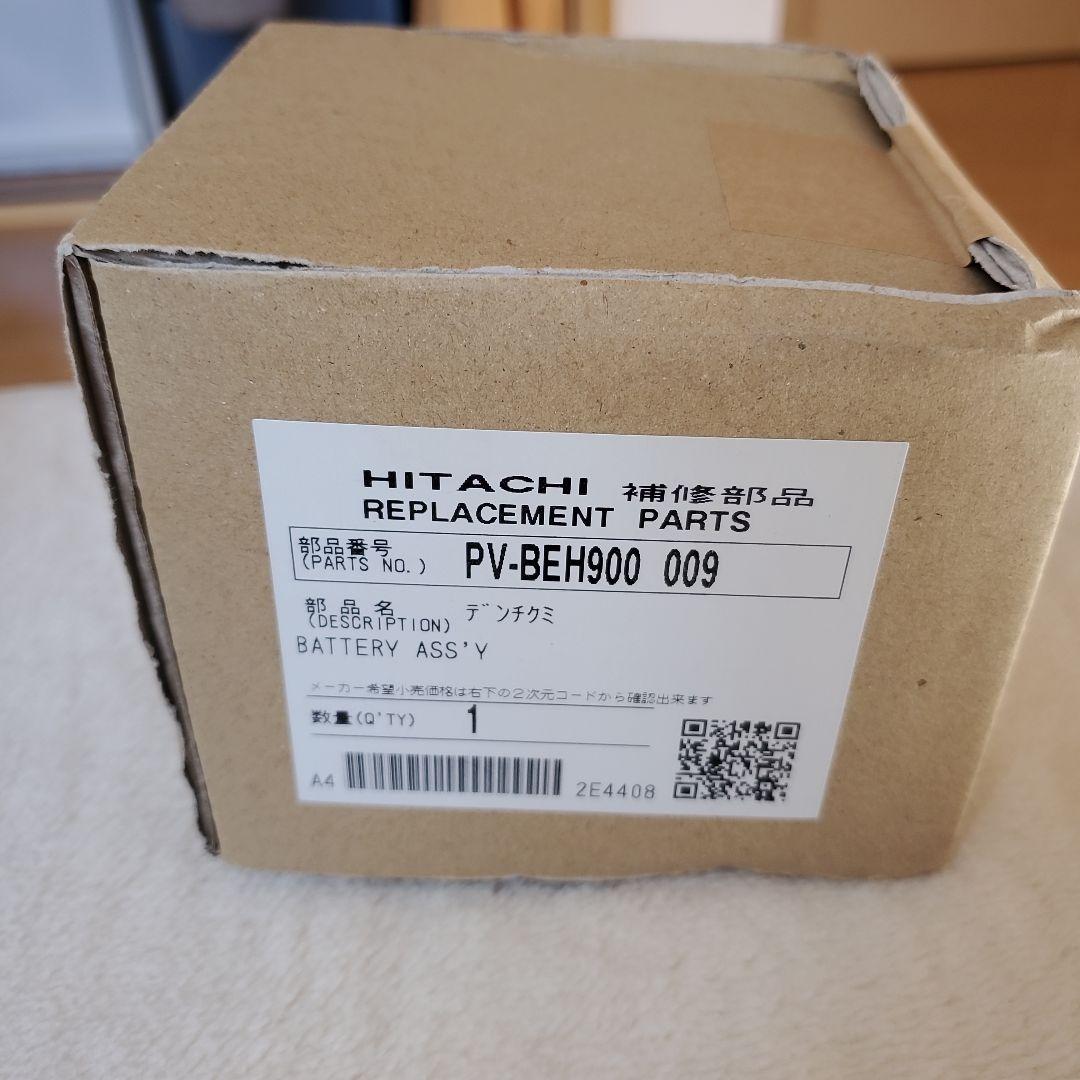 HITACHI 補修部品
REPLACEMENT PARTS
部品番号
(PARTS NO.) PV-BEH900 009
部品名 デンチクミ
(DESCRIPTION)
BATTERY ASS'Y
メーカー希望小売価格は右下の2次元コードから確認出来ます
数量(Q'TY) 1
A4 2E4408